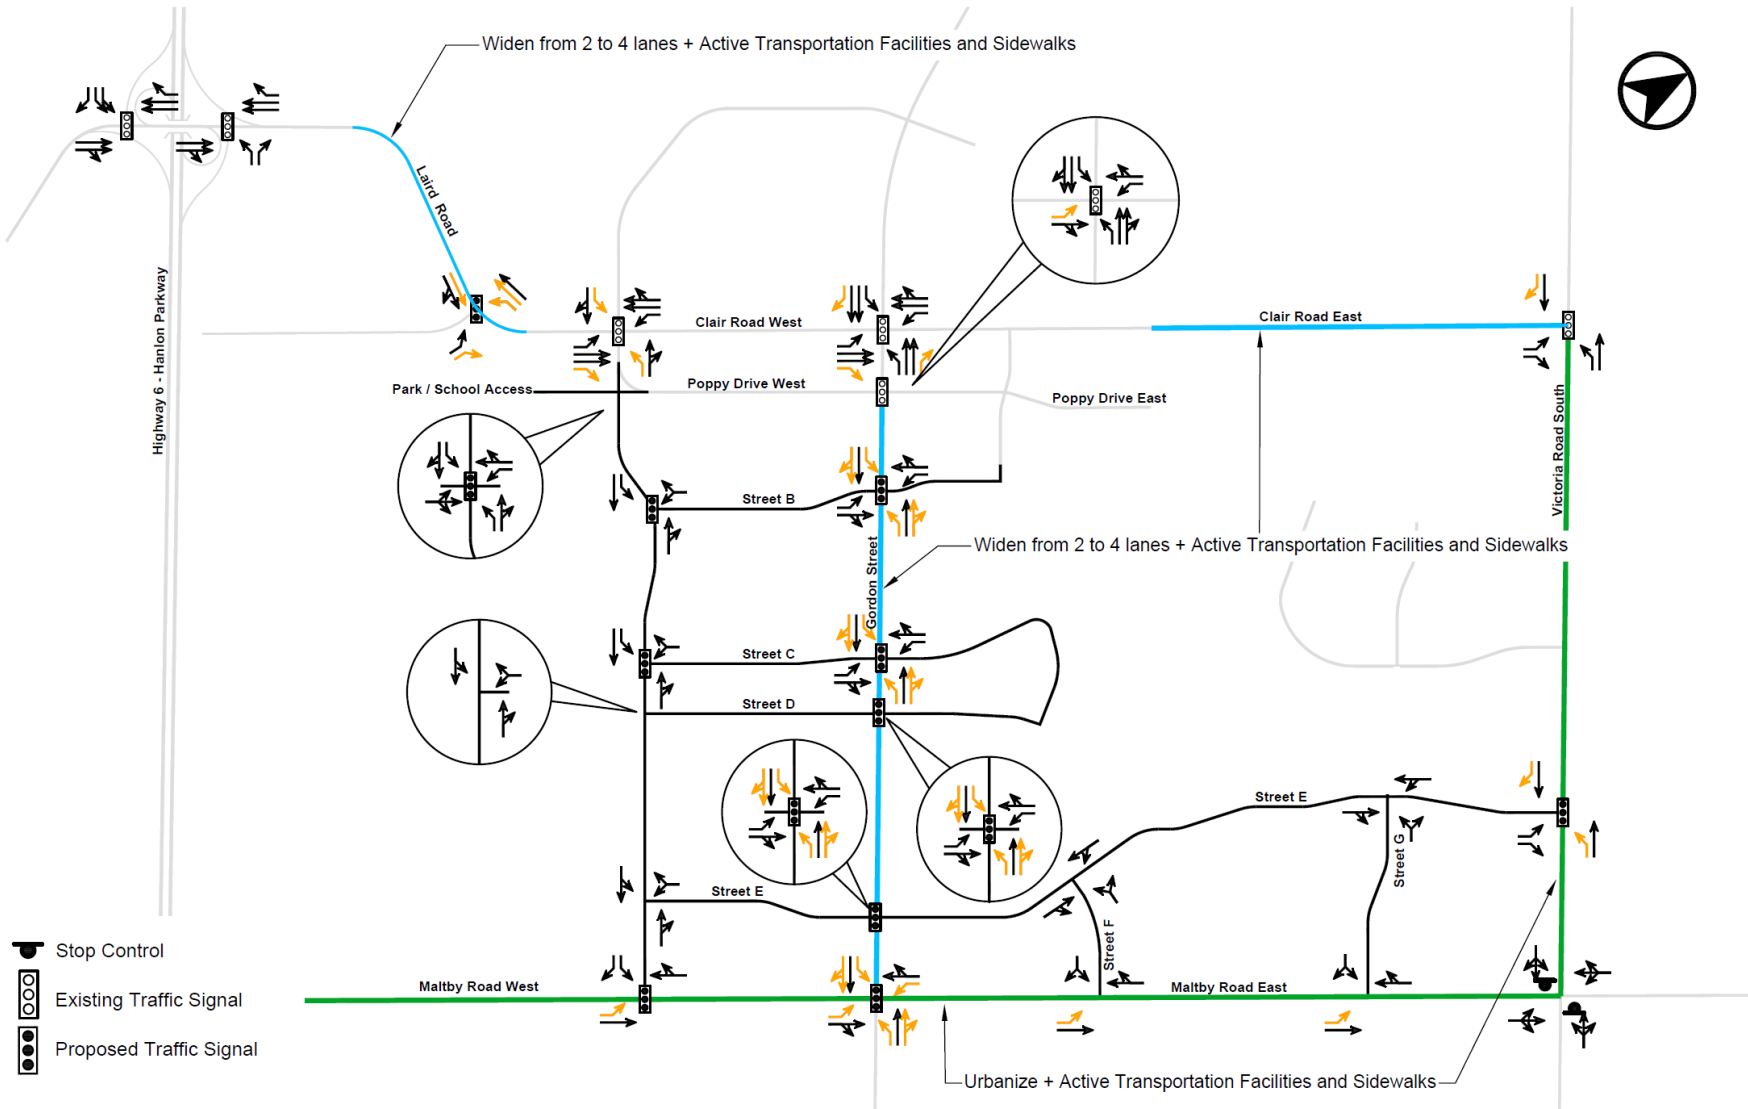 Widen from 2 to 4 lanes + Active Transportation Facilities and Sidewalks
Laird Road
Highway 6 - Hanlon Parkway
Clair Road West
Clair Road East
Park / School Access
Poppy Drive West
Poppy Drive East
Victoria Road South
Street B
Gordon Street
Widen from 2 to 4 lanes + Active Transportation Facilities and Sidewalks
Street C
Street D
Street E
Street G
Street E
Street F
Stop Control
Existing Traffic Signal
Proposed Traffic Signal
Maltby Road West
Maltby Road East
Urbanize + Active Transportation Facilities and Sidewalks